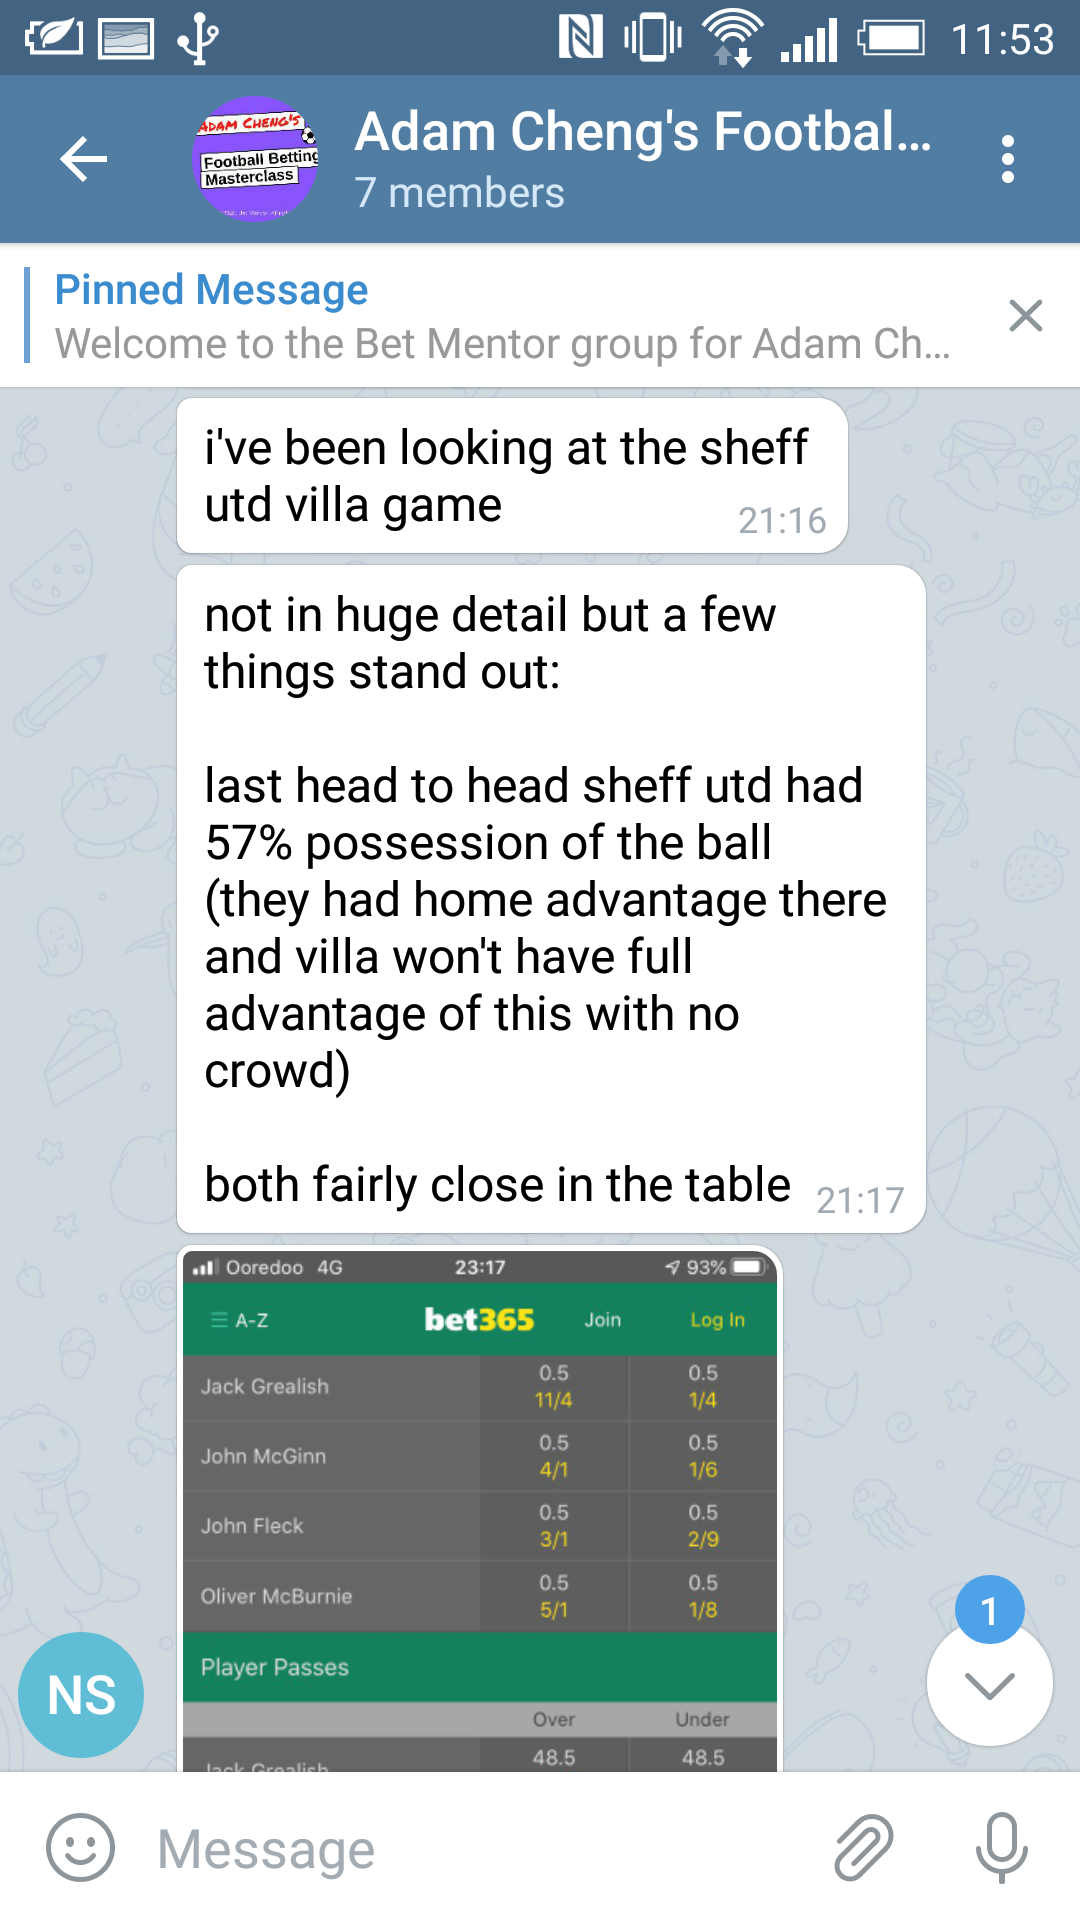 11:53
ADAM CHENG'S
Football Betting
Masterclass
Adam Cheng's Footbal...
7 members
Pinned Message
Welcome to the Bet Mentor group for Adam Ch...
i've been looking at the sheff
utd villa game
21:16
not in huge detail but a few
things stand out:
last head to head sheff utd had
57% possession of the ball
(they had home advantage there
and villa won't have full
advantage of this with no
crowd)
both fairly close in the table
21:17
Ooredoo 4G 23:17 93%
A-Z bet365 Join Log In
Jack Grealish 0.5 0.5
11/4 1/4
John McGinn 0.5 0.5
4/1 1/6
John Fleck 0.5 0.5
3/1 2/9
Oliver McBurnie 0.5 0.5
5/1 1/8
Player Passes
Over Under
Jack Grealish 48.5 48.5
NS
1
Message